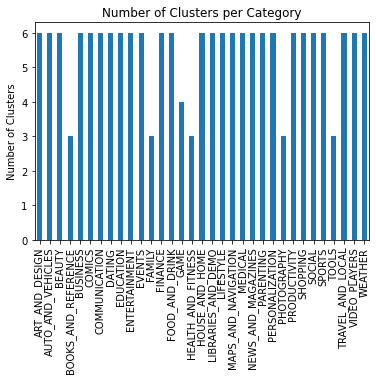 Number of Clusters per Category
Number of Clusters
6
5
4
3
2
1
0
ART_AND_DESIGN
AUTO_AND_VEHICLES
BEAUTY
BOOKS_AND_REFERENCE
BUSINESS
COMICS
COMMUNICATION
DATING
EDUCATION
ENTERTAINMENT
EVENTS
FAMILY
FINANCE
FOOD_AND_DRINK
GAME
HEALTH_AND_FITNESS
HOUSE_AND_HOME
LIBRARIES_AND_DEMO
LIFESTYLE
MAPS_AND_NAVIGATION
MEDICAL
NEWS_AND_MAGAZINES
PARENTING
PERSONALIZATION
PHOTOGRAPHY
PRODUCTIVITY
SHOPPING
SOCIAL
SPORTS
TOOLS
TRAVEL_AND_LOCAL
VIDEO_PLAYERS
WEATHER